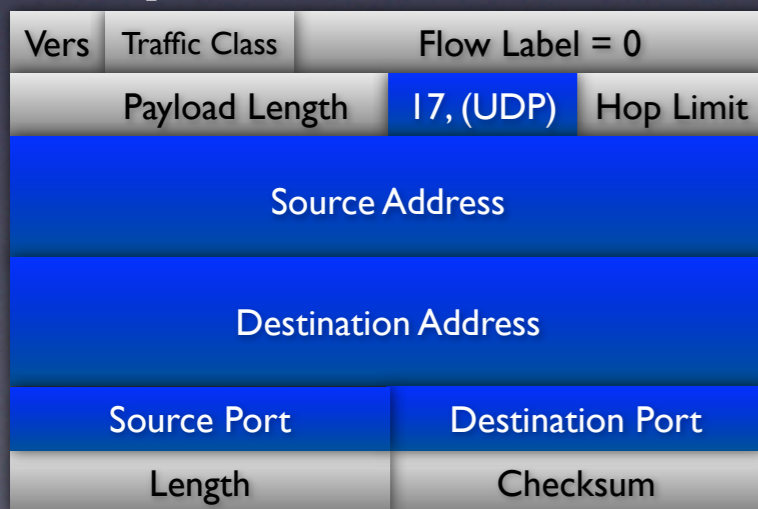 Vers Traffic Class Flow Label = 0
Payload Length 17, (UDP) Hop Limit
Source Address
Destination Address
Source Port Destination Port
Length Checksum